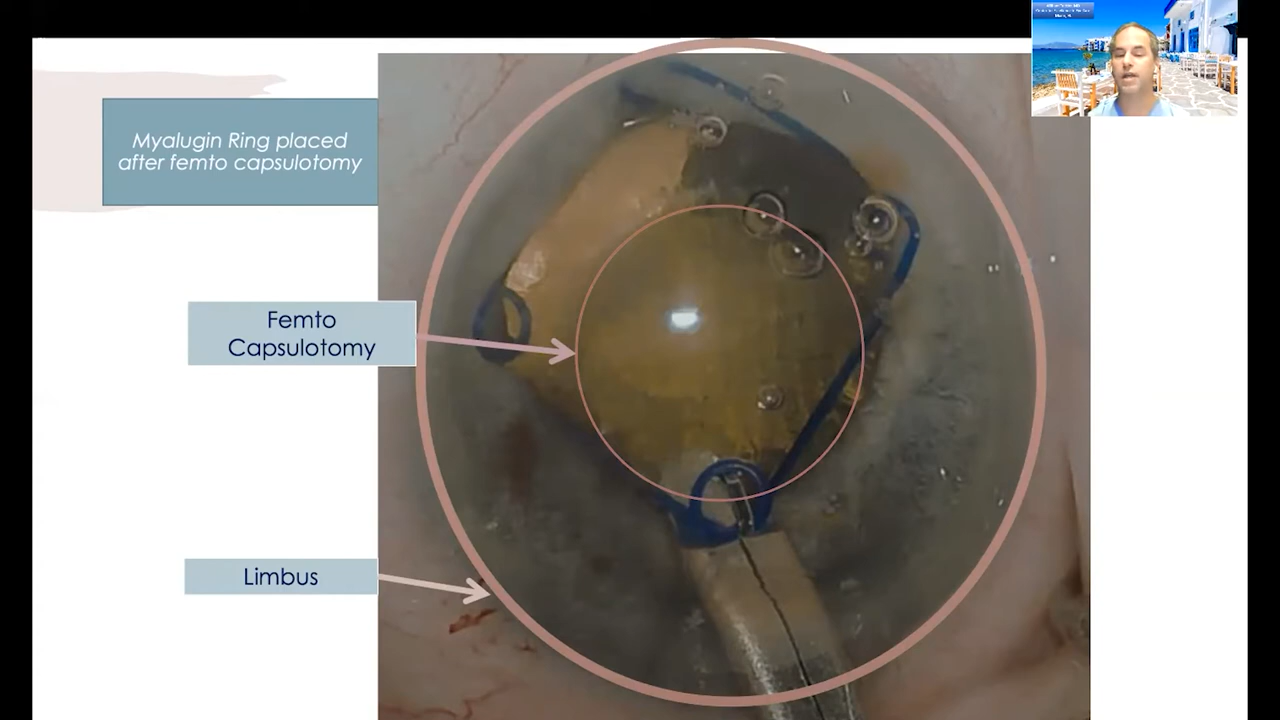 Myalugin Ring placed
after femto capsulotomy
Femto
Capsulotomy
Limbus